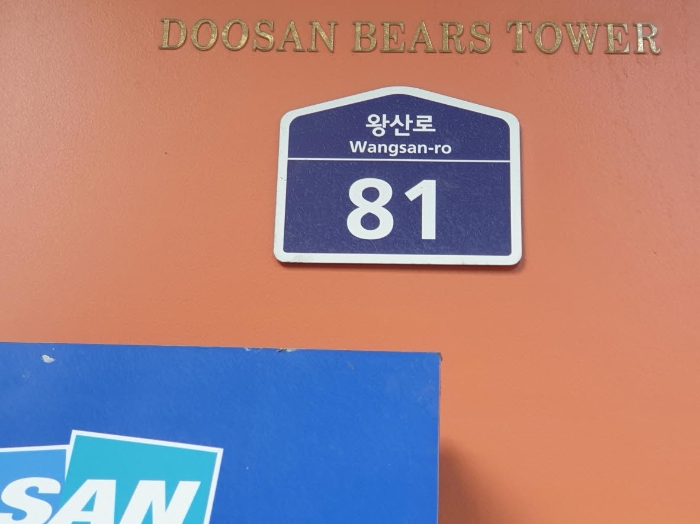 DOOSAN BEARS TOWER
왕산로
Wangsan-ro
81
SAN